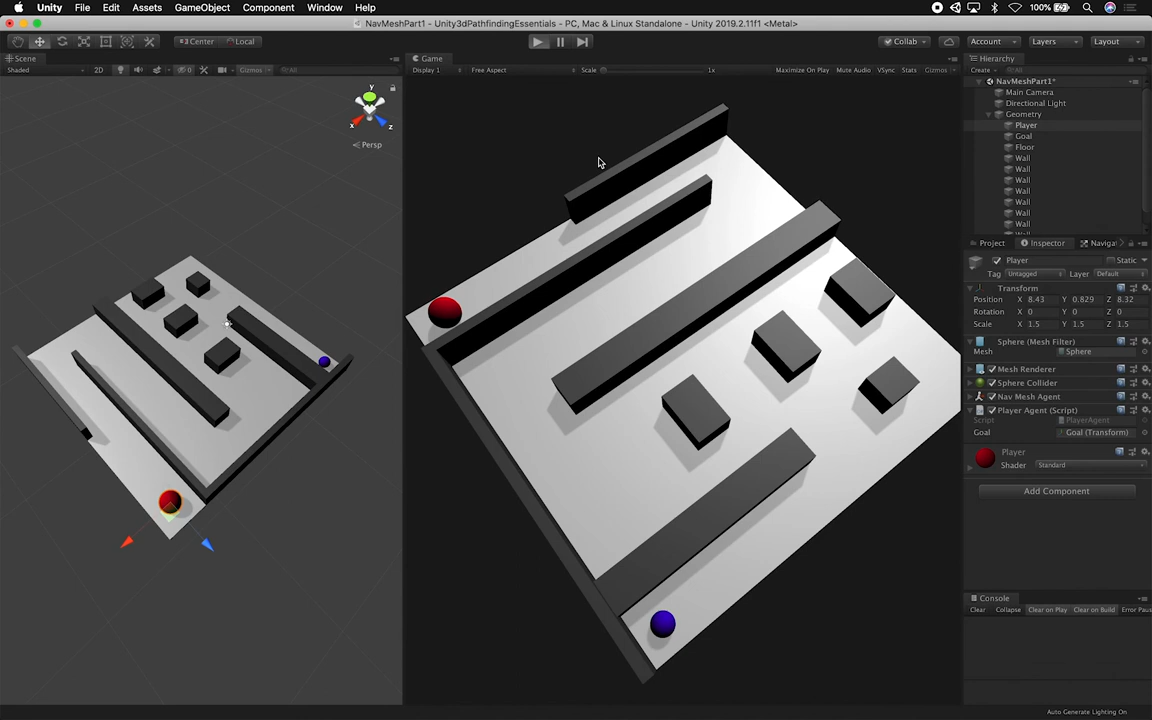 Unity File Edit Assets GameObject Component Window Help 100%
NavMeshPart1 - Unity3dPathfindingEssentials - PC, Mac & Linux Standalone - Unity 2019.2.11f1 <Metal>
Center Local Collab Account Layers Layout
Scene Game Hierarchy
Shaded 2D 0 Gizmos All Display 1 Free Aspect Scale 1x Maximize On Play Mute Audio VSync Stats Gizmos Create All
NavMeshPart1*
Main Camera
Directional Light
Geometry
Player
Goal
Floor
Wall
Wall
Wall
Wall
Wall
Wall
Wall
y
x z
Persp
Project Inspector Navigat
Player Static
Tag Untagged Layer Default
Transform
Position X 8.43 Y 0.829 Z 8.32
Rotation X 0 Y 0 Z 0
Scale X 1.5 Y 1.5 Z 1.5
Sphere (Mesh Filter)
Mesh Sphere
Mesh Renderer
Sphere Collider
Nav Mesh Agent
Player Agent (Script)
Script PlayerAgent
Goal Goal (Transform)
Player
Shader Standard
Add Component
Console
Clear Collapse Clear on Play Clear on Build Error Paus
Auto Generate Lighting On